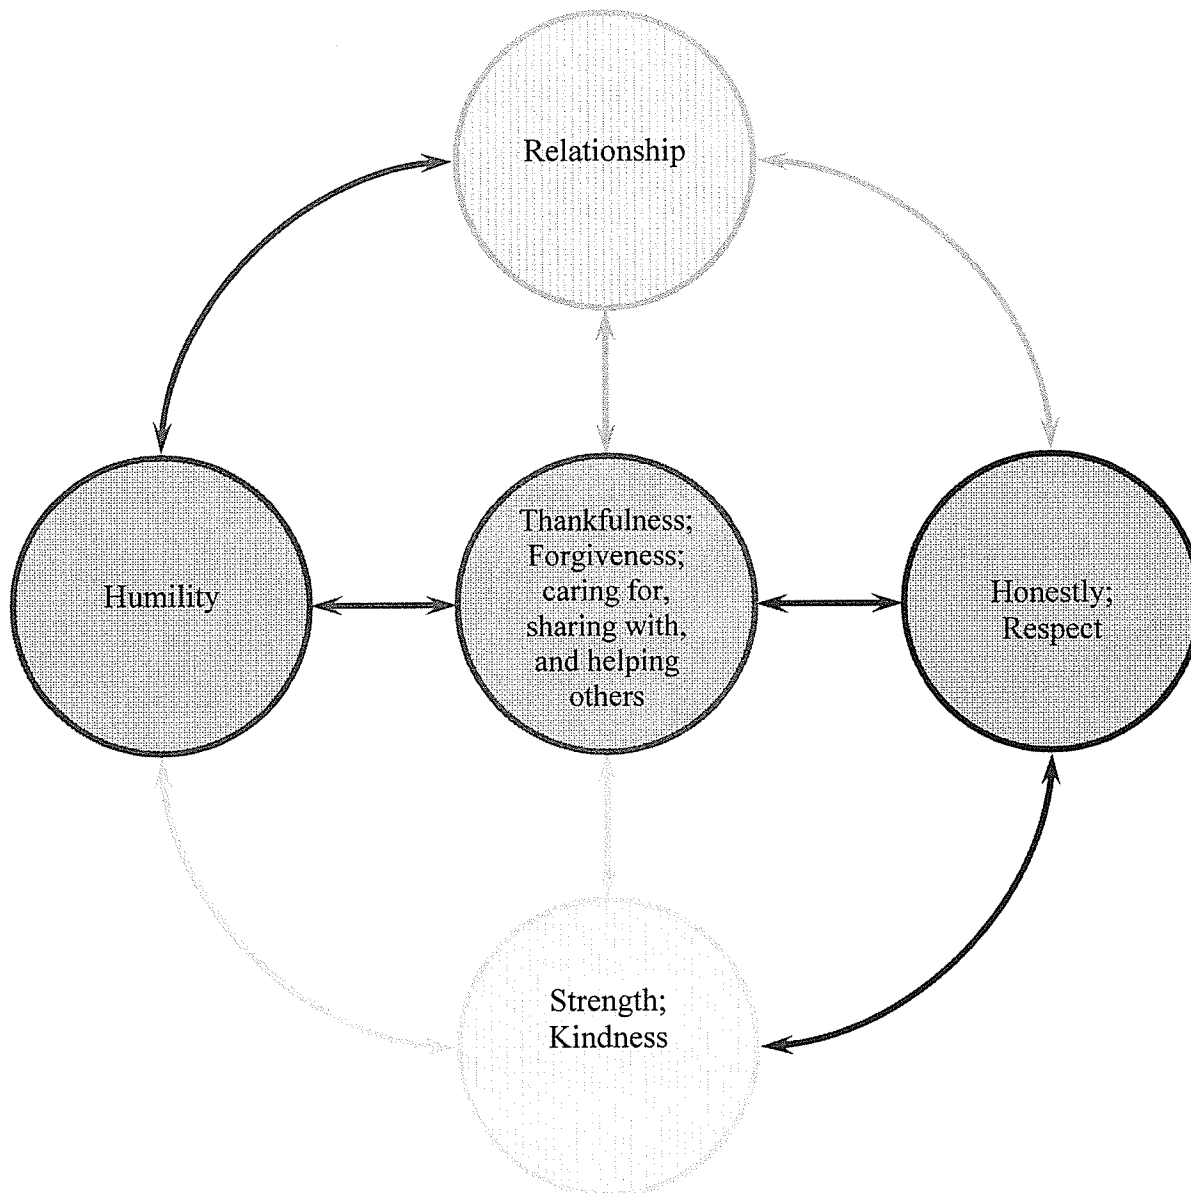 Relationship
Humility
Thankfulness;
Forgiveness;
caring for,
sharing with,
and helping
others
Honestly;
Respect
Strength;
Kindness